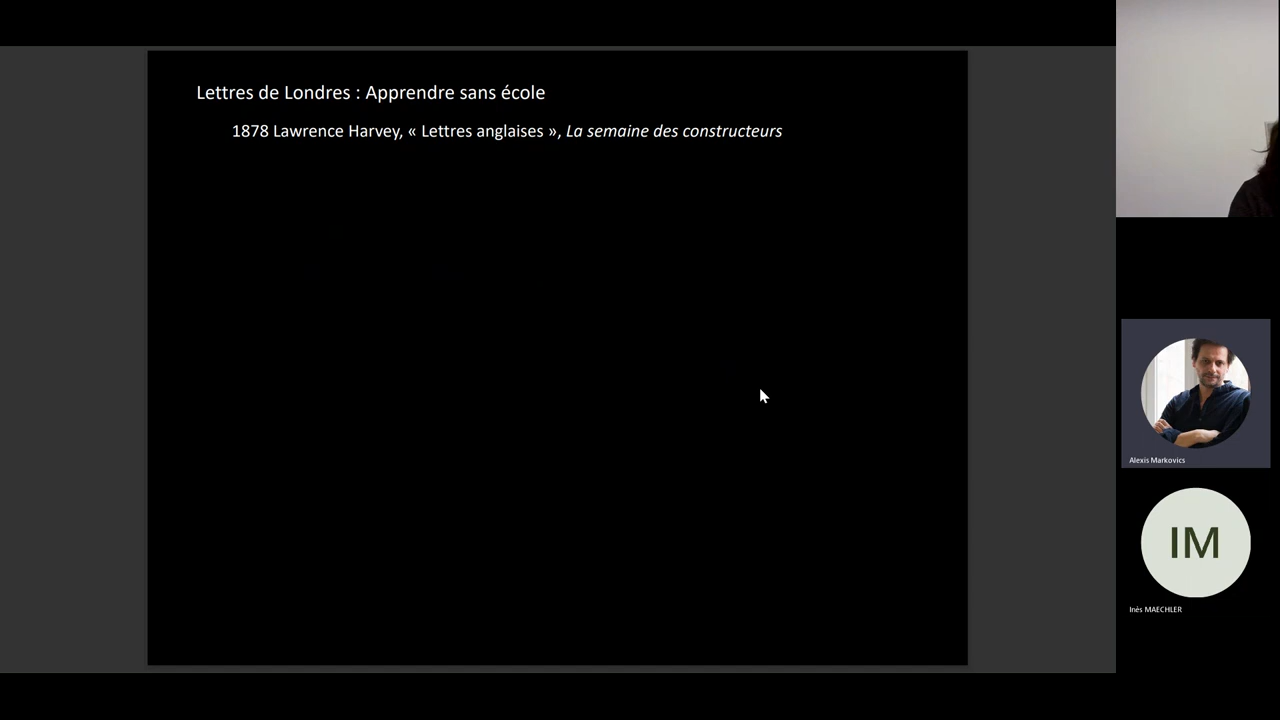 Lettres de Londres : Apprendre sans école
1878 Lawrence Harvey, « Lettres anglaises », La semaine des constructeurs
Alexis Markovics
IM
Inès MAECHLER